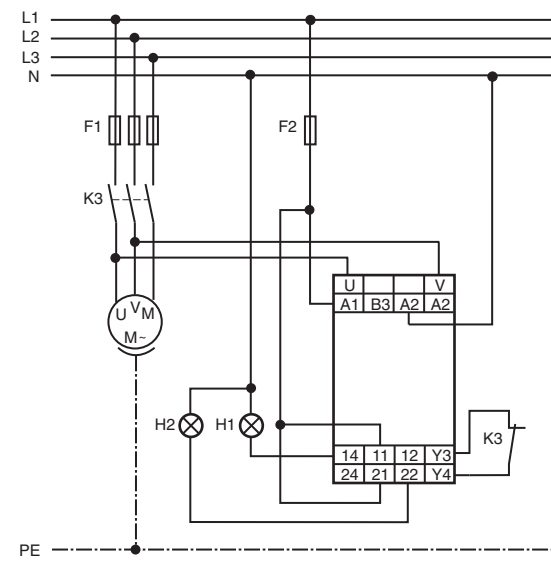 L1
L2
L3
N
F1
F2
K3
U V
A1 B3 A2 A2
U V M
M~
H2 H1
K3
14 11 12 Y3
24 21 22 Y4
PE